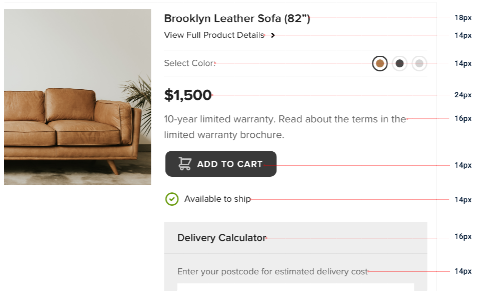 Brooklyn Leather Sofa (82”) 18px
View Full Product Details > 14px
Select Color: 14px
$1,500 24px
10-year limited warranty. Read about the terms in the 16px
limited warranty brochure.
ADD TO CART 14px
Available to ship 14px
Delivery Calculator 16px
Enter your postcode for estimated delivery cost 14px